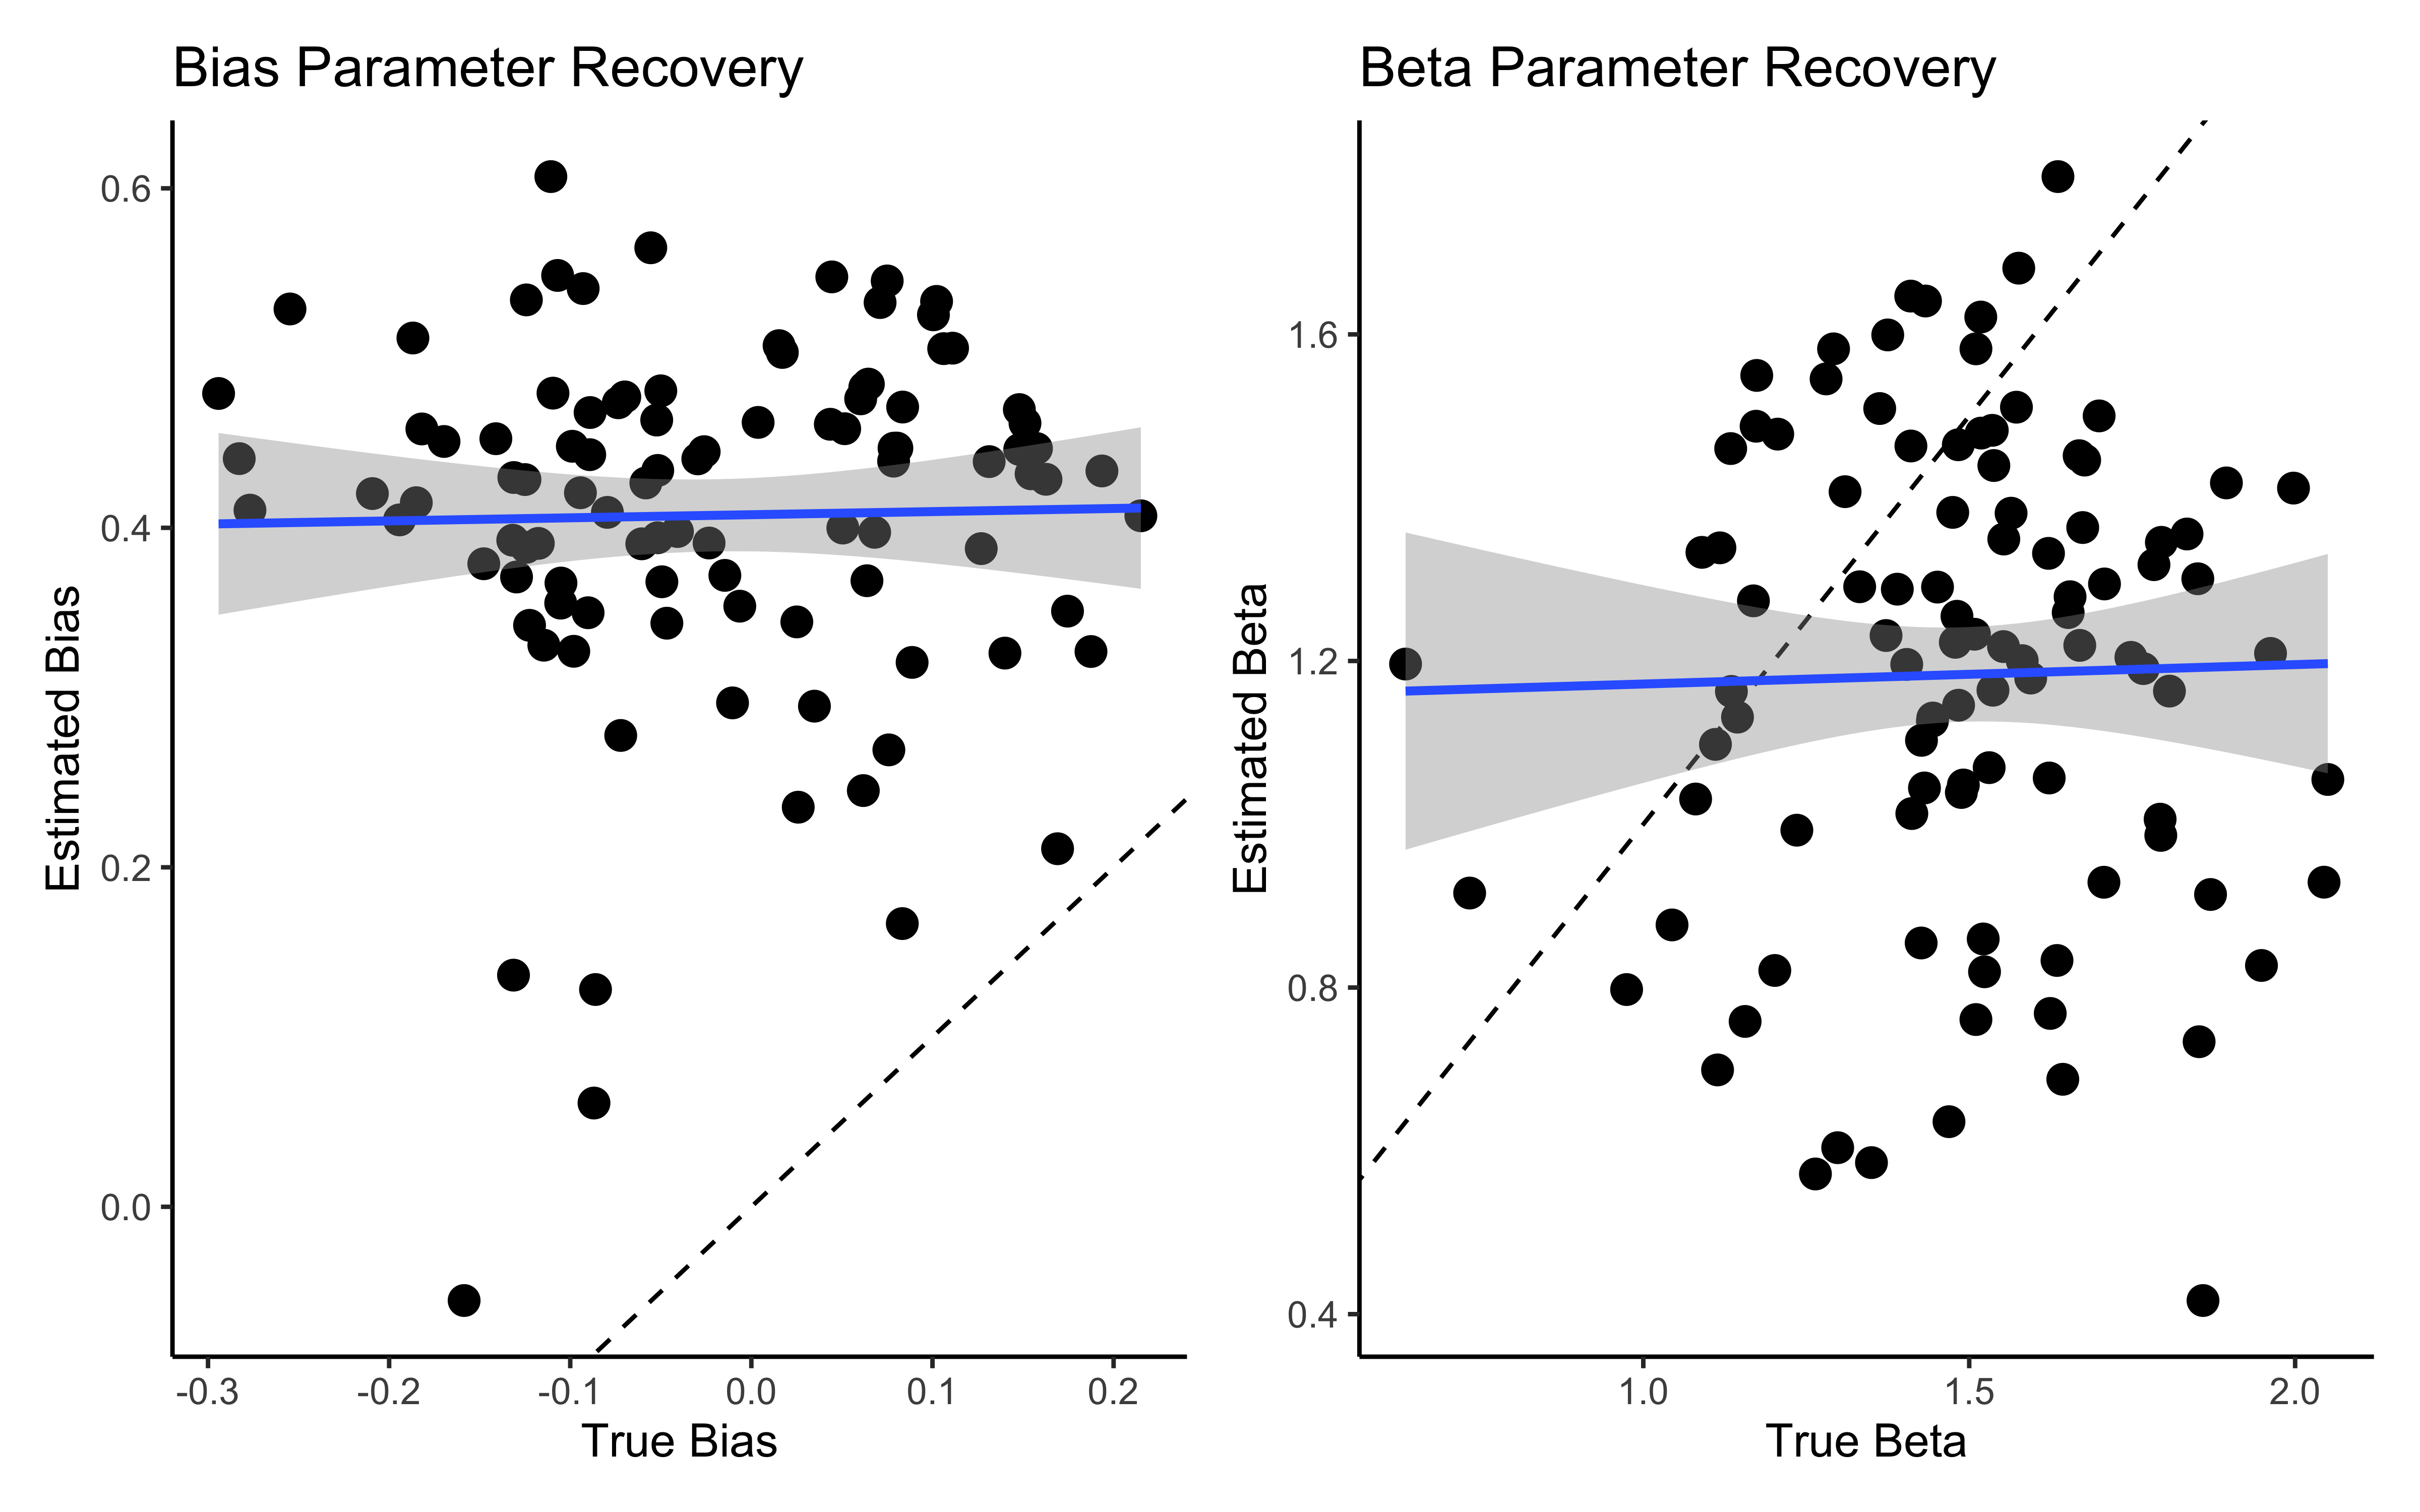 Bias Parameter Recovery
Estimated Bias
0.6
0.4
0.2
0.0
-0.3 -0.2 -0.1 0.0 0.1 0.2
True Bias
Beta Parameter Recovery
Estimated Beta
1.6
1.2
0.8
0.4
1.0 1.5 2.0
True Beta